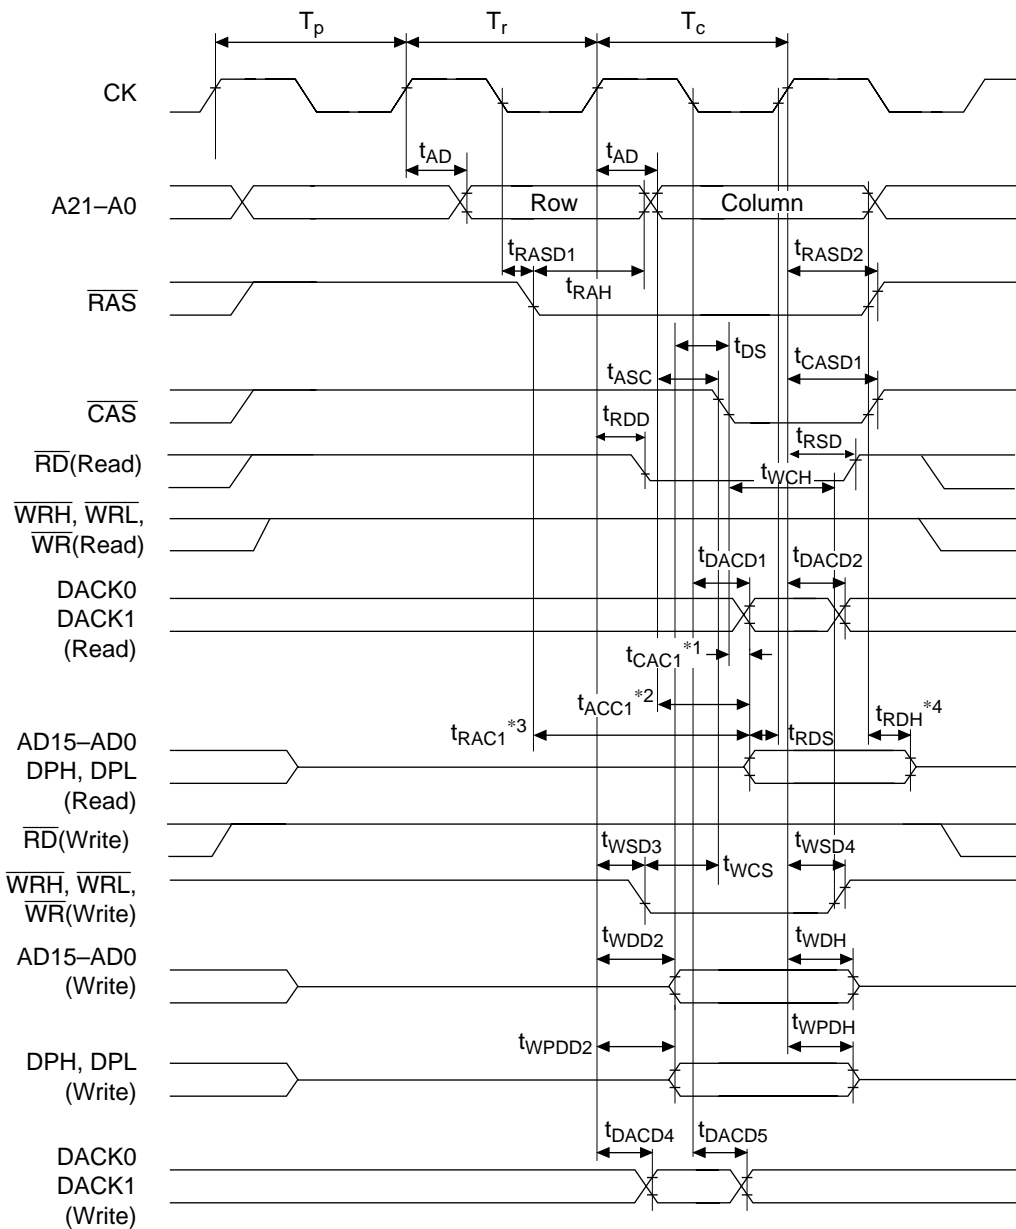 Tp Tr Tc
CK
tAD tAD
A21–A0 Row Column
tRASD1 tRASD2
tRAH
RAS
tDS
tASC tCASD1
CAS
tRDD tRSD
RD(Read)
tWCH
WRH, WRL,
WR(Read)
tDACD1 tDACD2
DACK0
DACK1
(Read)
tCAC1*1
tACC1*2
tRAC1*3 tRDS tRDH*4
AD15–AD0
DPH, DPL
(Read)
RD(Write)
tWSD3 tWCS tWSD4
WRH, WRL,
WR(Write)
tWDD2 tWDH
AD15–AD0
(Write)
tWPDD2 tWPDH
DPH, DPL
(Write)
tDACD4 tDACD5
DACK0
DACK1
(Write)